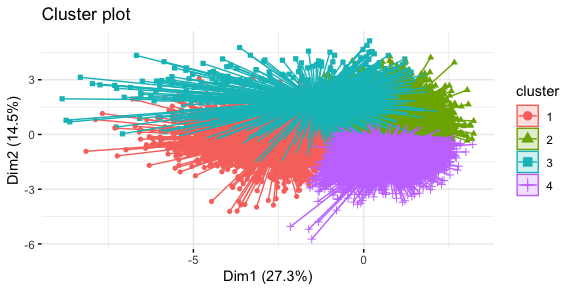 Cluster plot
3
0
-3
-6
Dim2 (14.5%)
-5
0
Dim1 (27.3%)
cluster
1
2
3
4